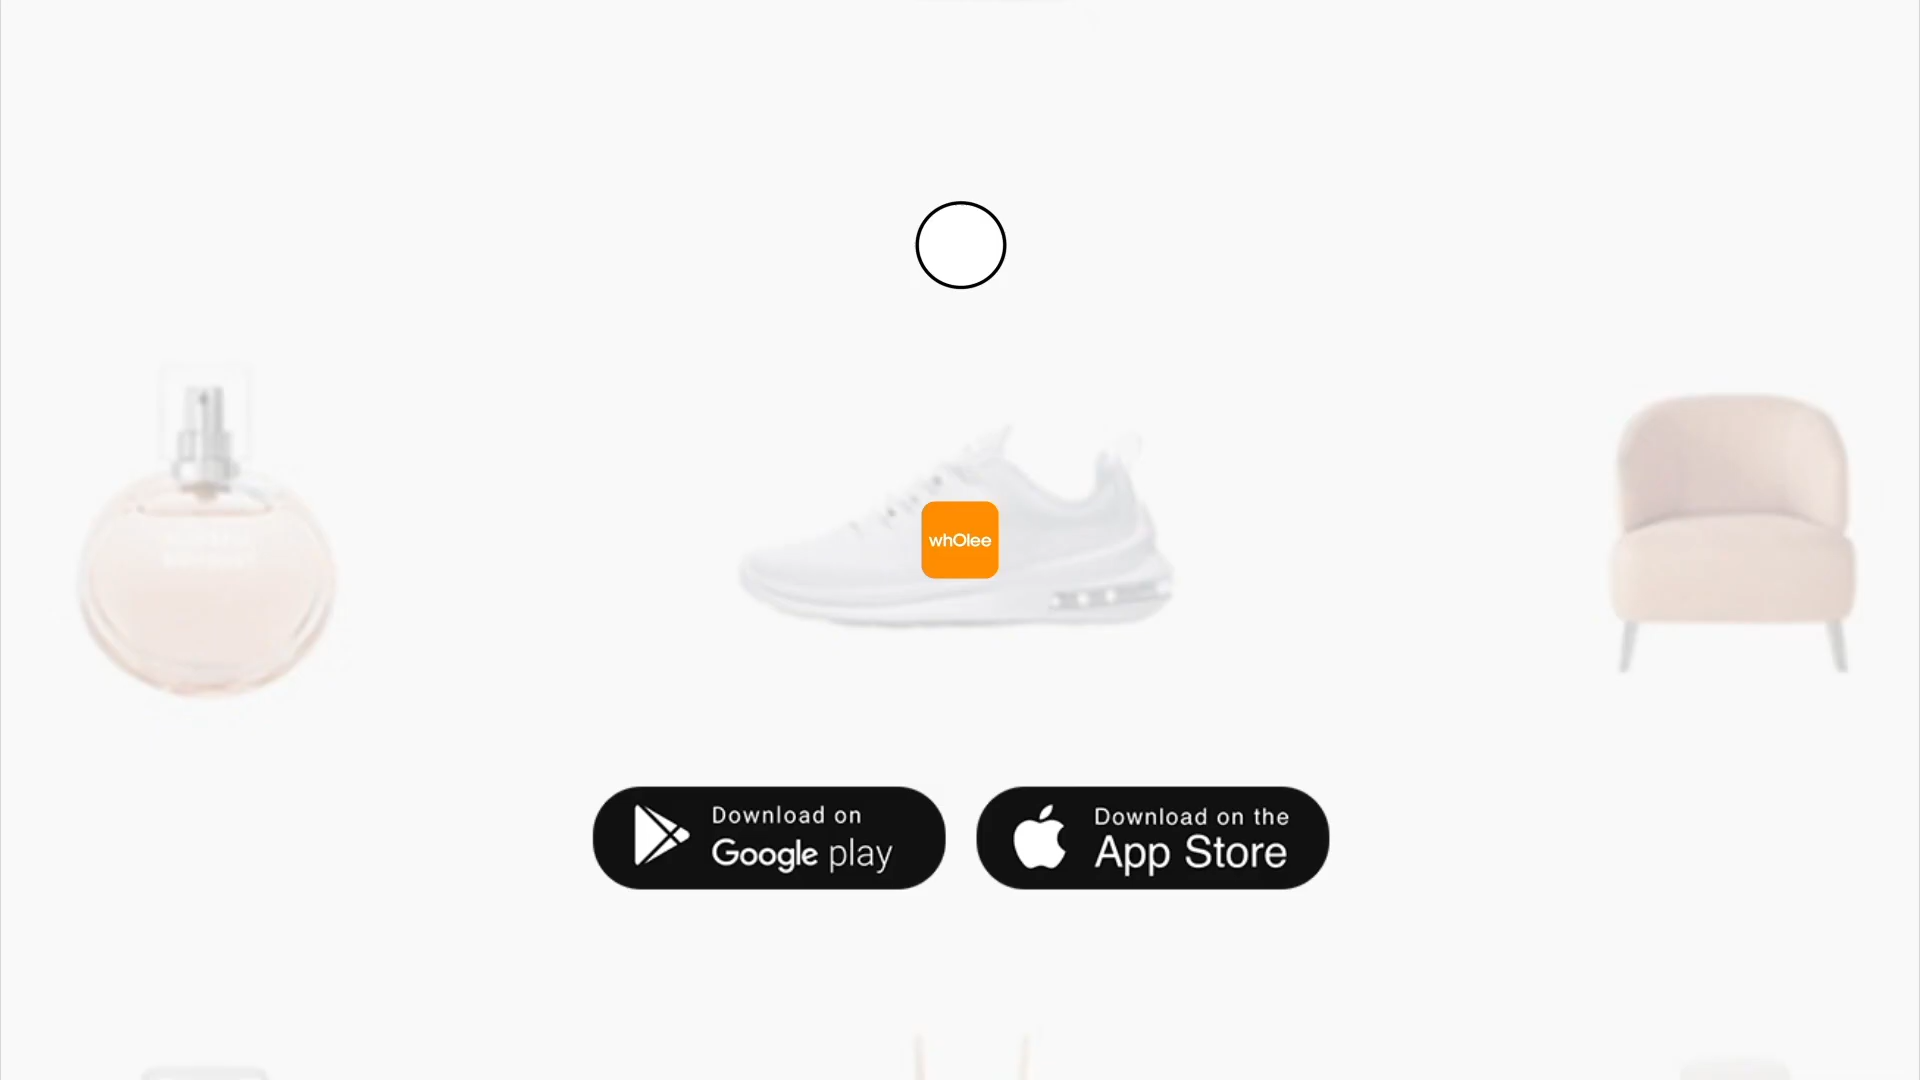 whOlee
Download on
Google play
Download on the
App Store